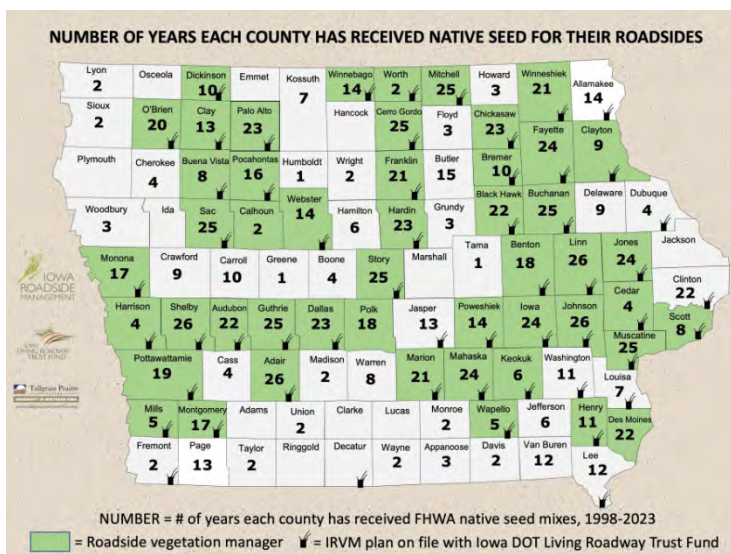 NUMBER OF YEARS EACH COUNTY HAS RECEIVED NATIVE SEED FOR THEIR ROADSIDES
Lyon
2
Osceola
Dickinson
10
Emmet
Kossuth
7
Winnebago
14
Worth
2
Mitchell
25
Howard
3
Winneshiek
21
Allamakee
14
Sioux
2
O'Brien
20
Clay
13
Palo Alto
23
Hancock
Cerro Gordo
25
Floyd
3
Chickasaw
23
Fayette
24
Clayton
9
Plymouth
Cherokee
4
Buena Vista
8
Pocahontas
16
Humboldt
1
Wright
2
Franklin
21
Butler
15
Bremer
10
Woodbury
3
Ida
Sac
25
Calhoun
2
Webster
14
Hamilton
6
Hardin
23
Grundy
3
Black Hawk
22
Buchanan
25
Delaware
9
Dubuque
4
Monona
17
Crawford
9
Carroll
10
Greene
1
Boone
4
Story
25
Marshall
Tama
1
Benton
18
Linn
26
Jones
24
Jackson
Clinton
22
Harrison
4
Shelby
26
Audubon
22
Guthrie
25
Dallas
23
Polk
18
Jasper
13
Poweshiek
14
Iowa
24
Johnson
26
Cedar
4
Scott
8
Muscatine
25
Pottawattamie
19
Cass
4
Adair
26
Madison
2
Warren
8
Marion
21
Mahaska
24
Keokuk
6
Washington
11
Louisa
7
Mills
5
Montgomery
17
Adams
Union
2
Clarke
Lucas
Monroe
2
Wapello
5
Jefferson
6
Henry
11
Des Moines
22
Fremont
2
Page
13
Taylor
2
Ringgold
Decatur
Wayne
2
Appanoose
3
Davis
2
Van Buren
12
Lee
12
IOWA
ROADSIDE
MANAGEMENT
LIVING ROADWAY
TRUST FUND
Tallgrass Prairie
NUMBER = # of years each county has received FHWA native seed mixes, 1998-2023
= Roadside vegetation manager
= IRVM plan on file with Iowa DOT Living Roadway Trust Fund